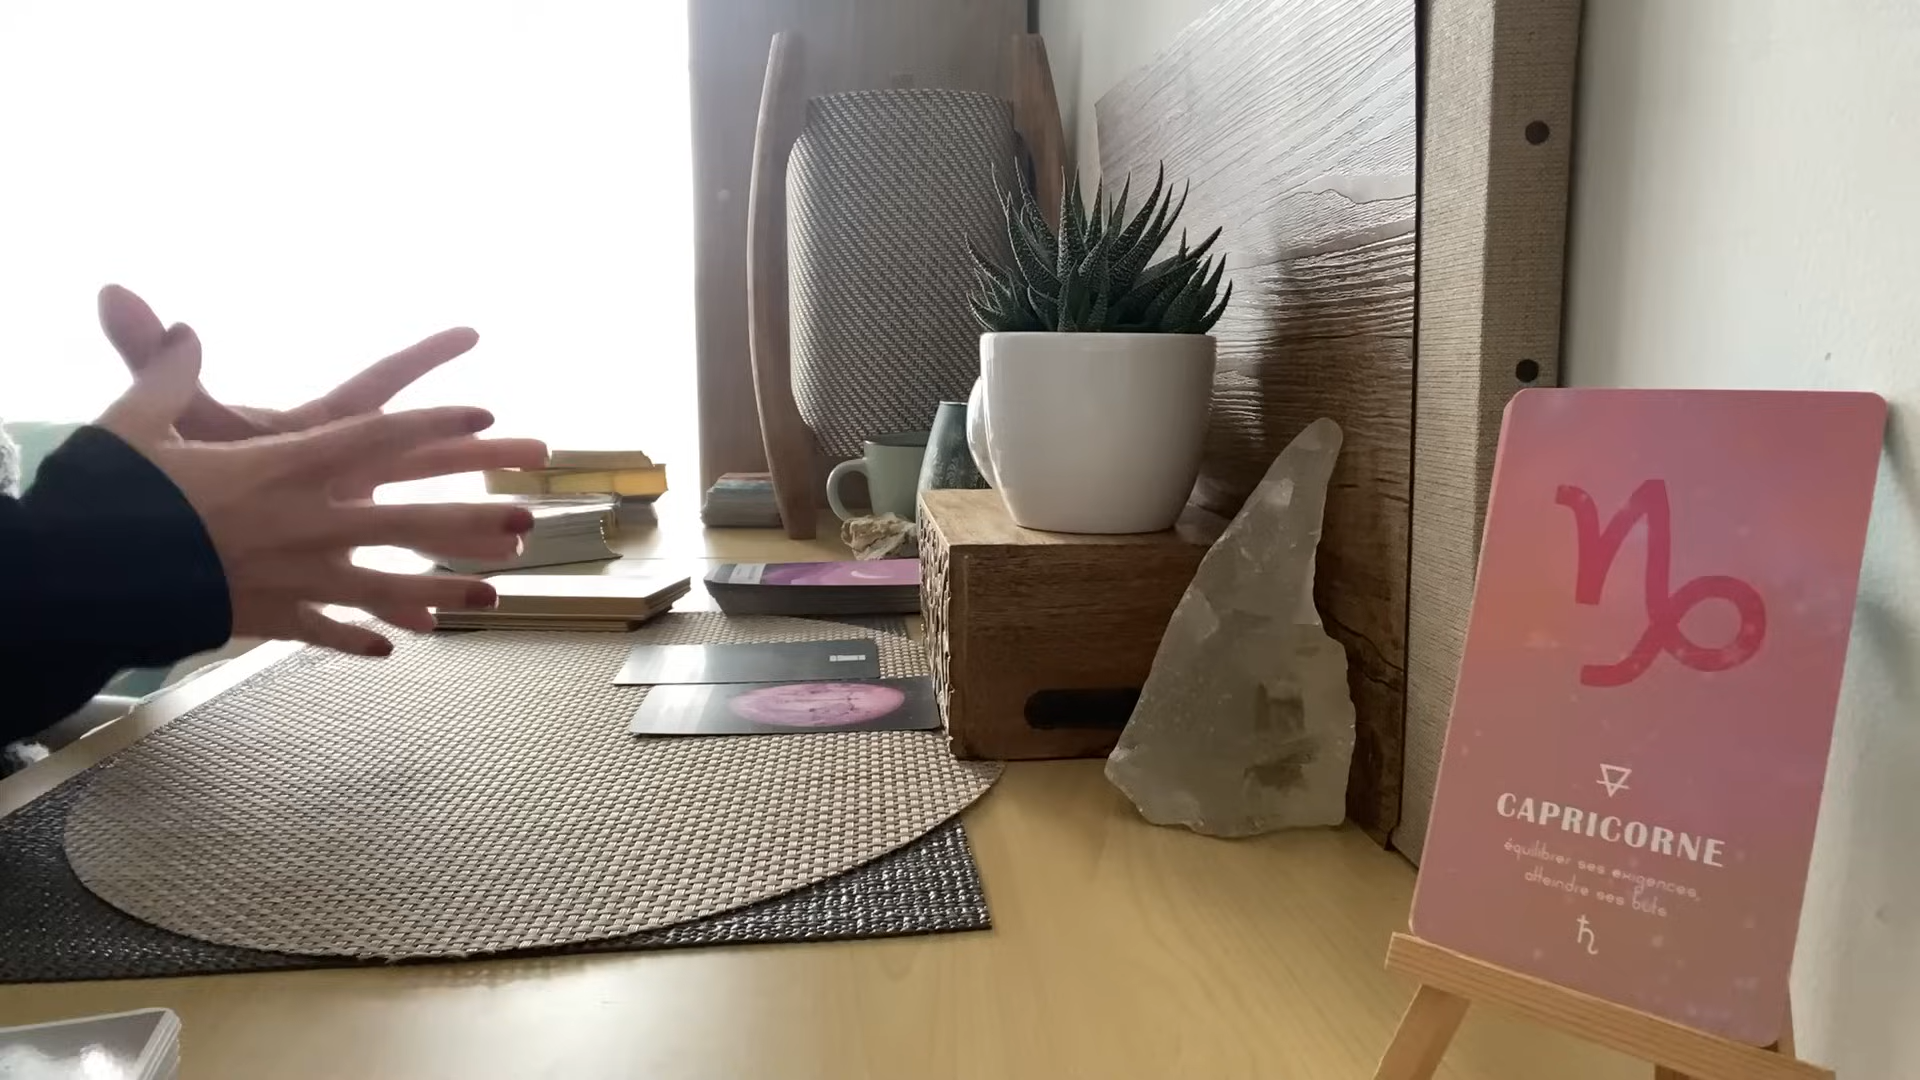 CAPRICORNE
équilibrer ses exigences,
atteindre ses buts